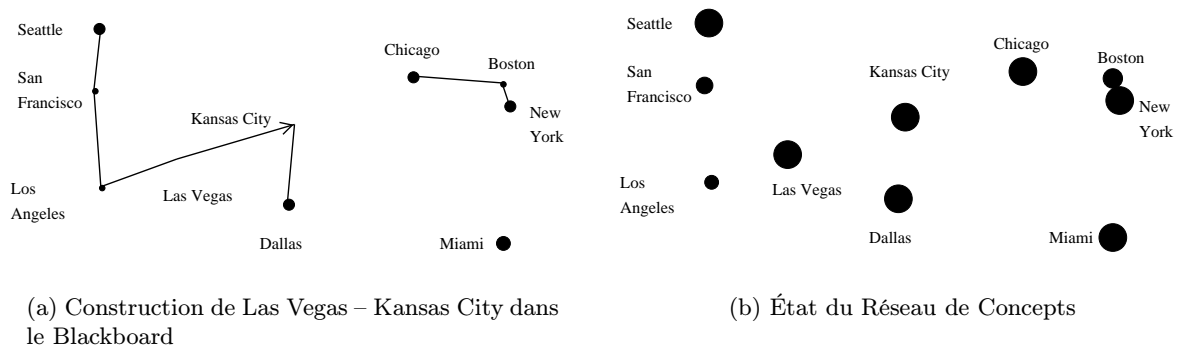 Seattle
San
Francisco
Los
Angeles
Kansas City
Las Vegas
Dallas
Chicago
Boston
New
York
Miami
(a) Construction de Las Vegas – Kansas City dans
le Blackboard
Seattle
San
Francisco
Los
Angeles
Kansas City
Las Vegas
Dallas
Chicago
Boston
New
York
Miami
(b) État du Réseau de Concepts